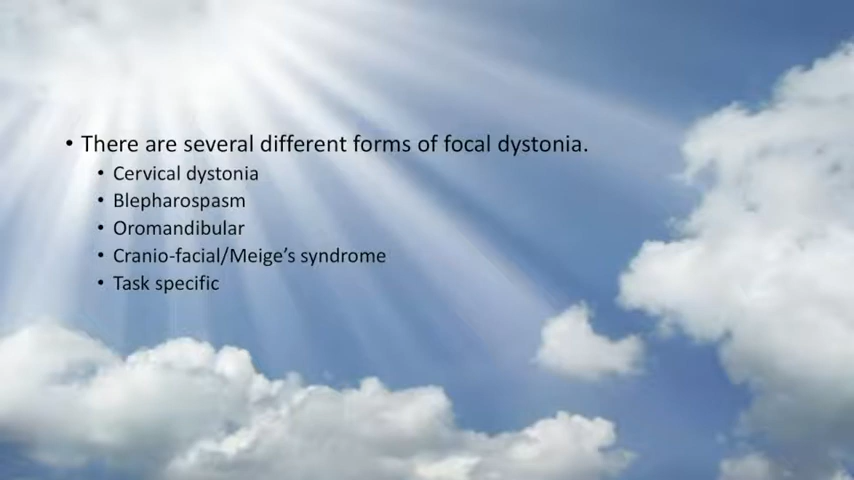 • There are several different forms of focal dystonia.
• Cervical dystonia
• Blepharospasm
• Oromandibular
• Cranio-facial/Meige’s syndrome
• Task specific